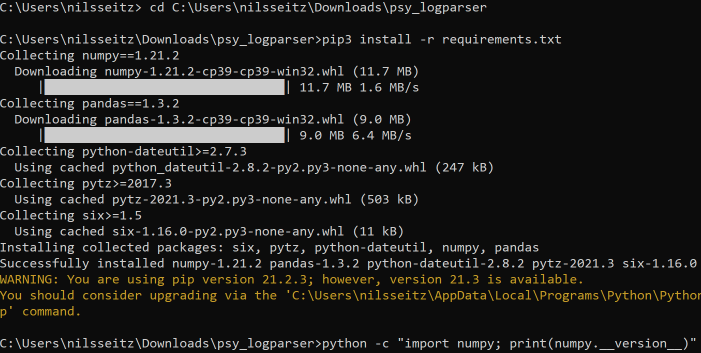 C:\Users\nilsseitz> cd C:\Users\nilsseitz\Downloads\psy_logparser
C:\Users\nilsseitz\Downloads\psy_logparser>pip3 install -r requirements.txt
Collecting numpy==1.21.2
Downloading numpy-1.21.2-cp39-cp39-win32.whl (11.7 MB)
|████████████████████████████████| 11.7 MB 1.6 MB/s
Collecting pandas==1.3.2
Downloading pandas-1.3.2-cp39-cp39-win32.whl (9.0 MB)
|████████████████████████████████| 9.0 MB 6.4 MB/s
Collecting python-dateutil>=2.7.3
Using cached python_dateutil-2.8.2-py2.py3-none-any.whl (247 kB)
Collecting pytz>=2017.3
Using cached pytz-2021.3-py2.py3-none-any.whl (503 kB)
Collecting six>=1.5
Using cached six-1.16.0-py2.py3-none-any.whl (11 kB)
Installing collected packages: six, pytz, python-dateutil, numpy, pandas
Successfully installed numpy-1.21.2 pandas-1.3.2 python-dateutil-2.8.2 pytz-2021.3 six-1.16.0
WARNING: You are using pip version 21.2.3; however, version 21.3 is available.
You should consider upgrading via the 'C:\Users\nilsseitz\AppData\Local\Programs\Python\Python
p' command.
C:\Users\nilsseitz\Downloads\psy_logparser>python -c "import numpy; print(numpy.__version__)"